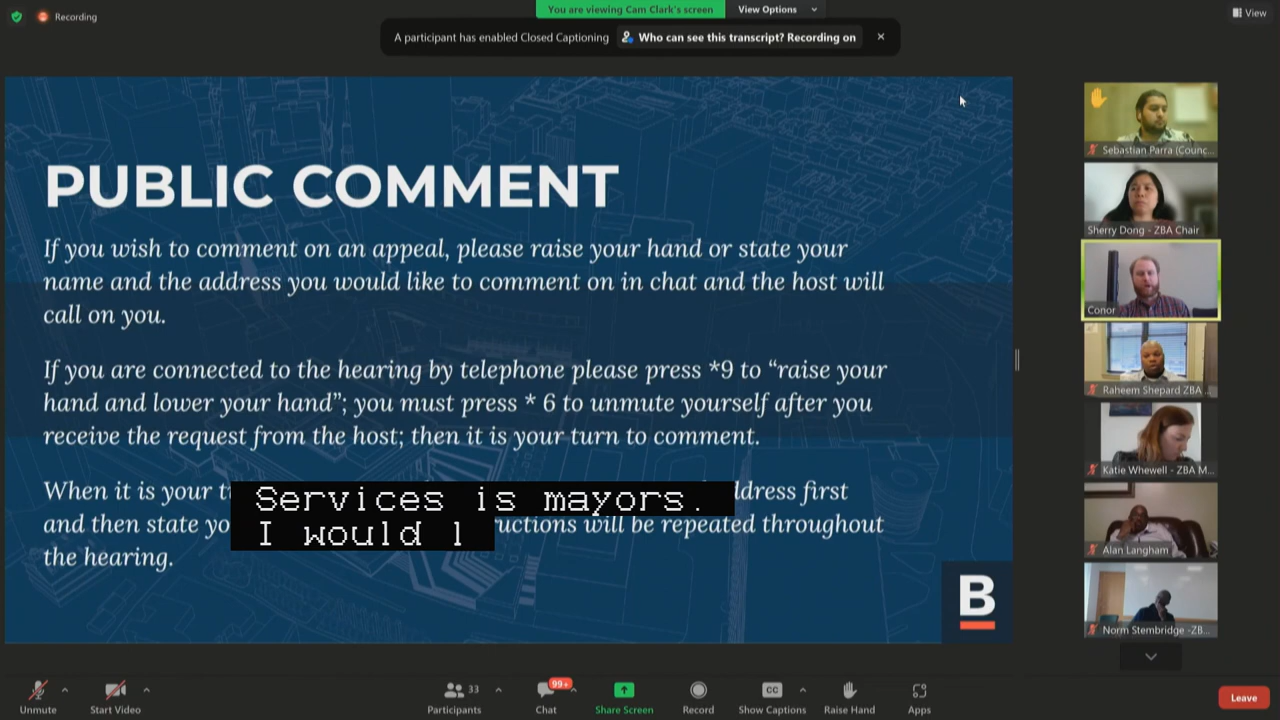 You are viewing Cam Clark's screen
View Options
Recording
View
A participant has enabled Closed Captioning
Who can see this transcript? Recording on
PUBLIC COMMENT
If you wish to comment on an appeal, please raise your hand or state your
name and the address you would like to comment on in chat and the host will
call on you.
If you are connected to the hearing by telephone please press *9 to “raise your
hand and lower your hand”; you must press * 6 to unmute yourself after you
receive the request from the host; then it is your turn to comment.
When it is your
first
and then state
will be repeated throughout
the hearing.
Services is mayors.
I would l
B
Sebastian Parra (Counc...
Sherry Dong - ZBA Chair
Conor
Raheem Shepard ZBA ...
Katie Whewell - ZBA M...
Alan Langham
Norm Stembridge -ZB...
Unmute
Start Video
Participants
33
Chat
99+
Share Screen
Record
CC
Show Captions
Raise Hand
Apps
Leave